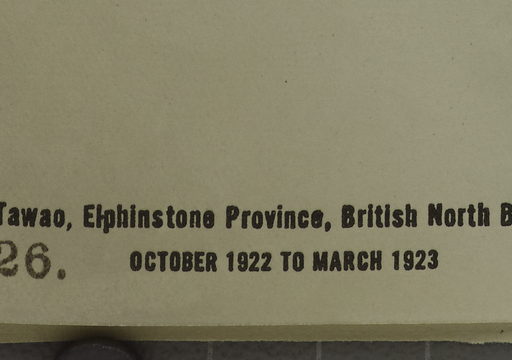 Tawao, Elphinstone Province, British North B
26.
OCTOBER 1922 TO MARCH 1923